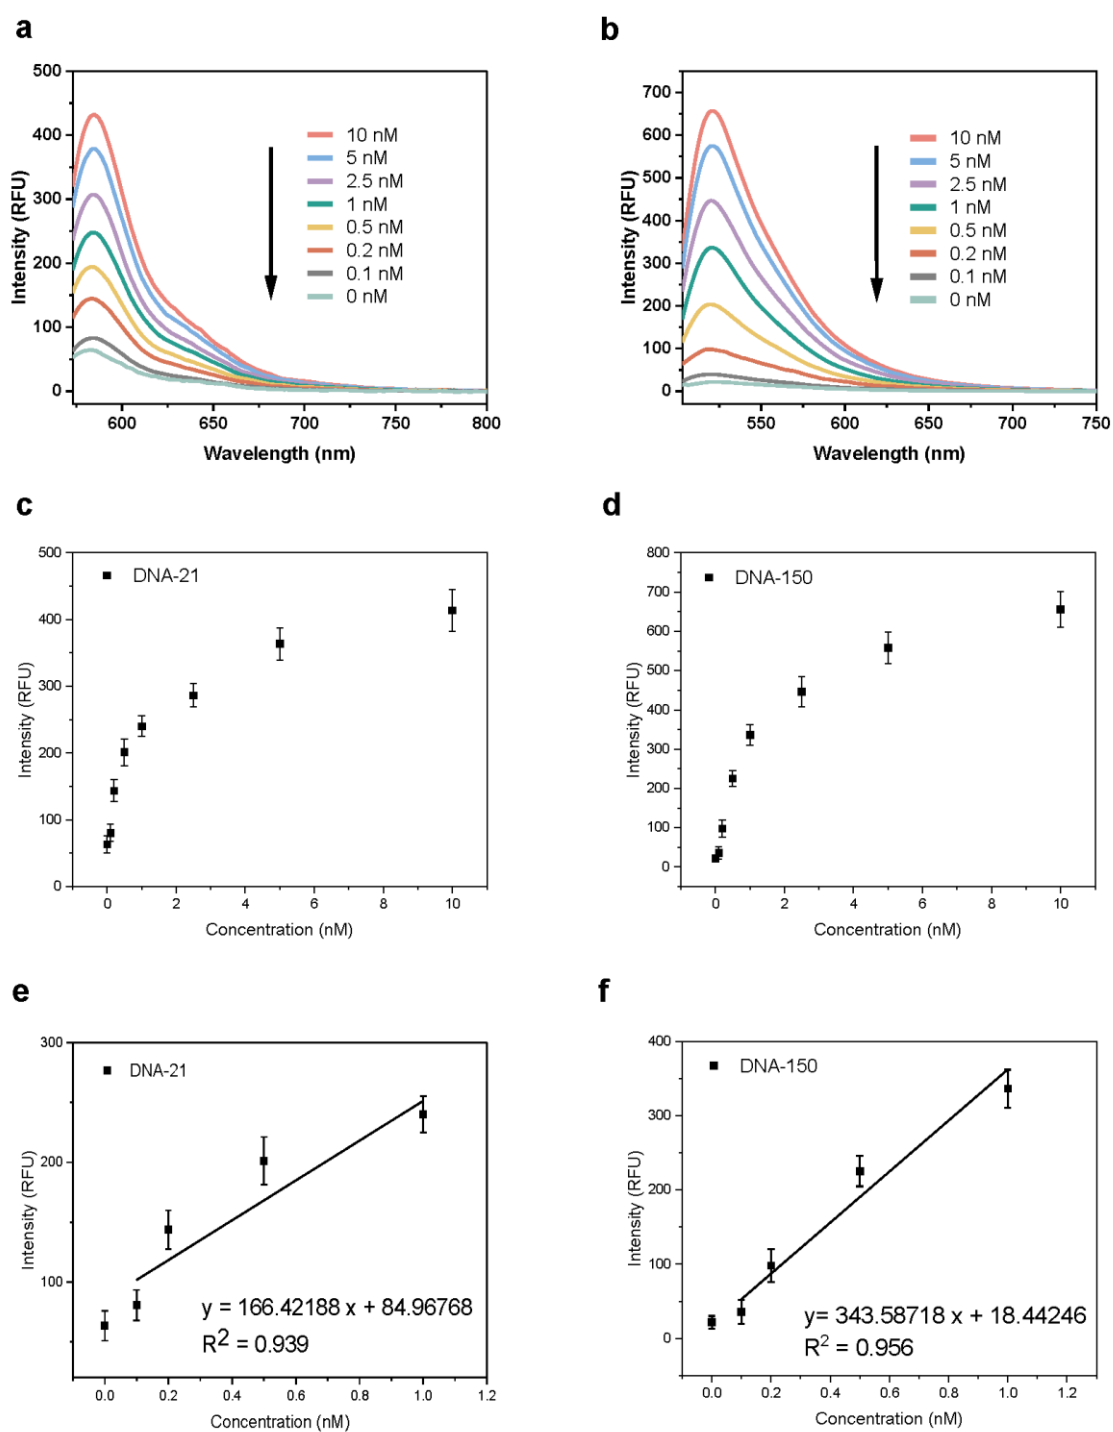 a
500
400
300
200
100
0
Intensity (RFU)
10 nM
5 nM
2.5 nM
1 nM
0.5 nM
0.2 nM
0.1 nM
0 nM
600
650
700
750
800
Wavelength (nm)
b
700
600
500
400
300
200
100
0
Intensity (RFU)
10 nM
5 nM
2.5 nM
1 nM
0.5 nM
0.2 nM
0.1 nM
0 nM
550
600
650
700
750
Wavelength (nm)
c
500
400
300
200
100
0
Intensity (RFU)
DNA-21
0
2
4
6
8
10
Concentration (nM)
d
800
700
600
500
400
300
200
100
0
Intensity (RFU)
DNA-150
0
2
4
6
8
10
Concentration (nM)
e
300
200
100
Intensity (RFU)
DNA-21
y = 166.42188 x + 84.96768
R² = 0.939
0.0
0.2
0.4
0.6
0.8
1.0
1.2
Concentration (nM)
f
400
300
200
100
0
Intensity (RFU)
DNA-150
y= 343.58718 x + 18.44246
R² = 0.956
0.0
0.2
0.4
0.6
0.8
1.0
1.2
Concentration (nM)